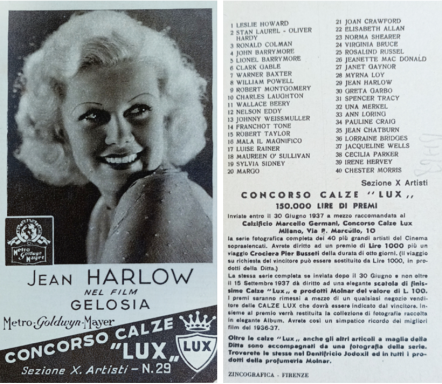 Metro Goldwyn Mayer
JEAN HARLOW
NEL FILM
GELOSIA
Metro-Goldwyn-Mayer
CONCORSO CALZE
"LUX" LUX
Sezione X. Artisti - N.29
1 LESLIE HOWARD
2 STAN LAUREL - OLIVER
HARDY
3 RONALD COLMAN
4 JOHN BARRYMORE
5 LIONEL BARRYMORE
6 CLARK GABLE
7 WARNER BAXTER
8 WILLIAM POWELL
9 ROBERT MONTGOMERY
10 CHARLES LAUGHTON
11 WALLACE BEERY
12 NELSON EDDY
13 JOHNNY WEISSMULLER
14 FRANCHOT TONE
15 ROBERT TAYLOR
16 MALA IL MAGNIFICO
17 LUISE RAINER
18 MAUREEN O' SULLIVAN
19 SYLVIA SIDNEY
20 MARGO
21 JOAN CRAWFORD
22 ELISABETH ALLAN
23 NORMA SHEARER
24 VIRGINIA BRUCE
25 ROSALIND RUSSEL
26 JEANETTE MAC DONALD
27 JANET GAYNOR
28 MYRNA LOY
29 JEAN HARLOW
30 GRETA GARBO
31 SPENCER TRACY
32 UNA MERKEL
33 ANN LORING
34 PAULINE CRAIG
35 JEAN CHATBURN
36 LORRAINE BRIDGES
37 JACQUELINE WELLS
38 CECILIA PARKER
39 IRENE HERVEY
40 CHESTER MORRIS
Sezione X Artisti
CONCORSO CALZE "LUX"
150,000 LIRE DI PREMI
Inviate entro il 30 Giugno 1937 a mezzo raccomandata al
Calzificio Marcello Germani, Concorso Calze Lux
Milano, Via P. Marcullo, 10
la serie fotografica completa dei 40 più grandi artisti del Cinema
sopraelencati. Avrete diritto ad un premio di Lire 1000 più un
viaggio Crociera Pier Bussati della durata di otto giorni. (il viaggio
a richiesta del vincitore può essere sostituito da Lire 1000, in pro-
dotti della Ditta.)
La stessa serie completa se inviata dopo il 30 Giugno e non oltre
il 15 Settembre 1937 dà diritto ad una elegante scatola di finis-
sime Calze "Lux" e prodotti Molnar del valore di L. 100.
I premi saranno rimessi a mezzo di un qualsiasi negozio vendi-
tore della CALZE LUX che dovrà essere indicato dal vincitore. In-
sieme al premio verrà restituita la collezione di fotografie raccolta
in elegante Album. Avrete così un simpatico ricordo dei migliori
film del 1936-37.
Oltre le calze "Lux", anche gli altri articoli a maglia della
Ditta sono accompagnati da una fotografia della serie.
Troverete le stesse nel Dentifricio Jodoxil ed in tutti i pro-
dotti della profumeria Molnar.
ZINCOGRAFICA - FIRENZE